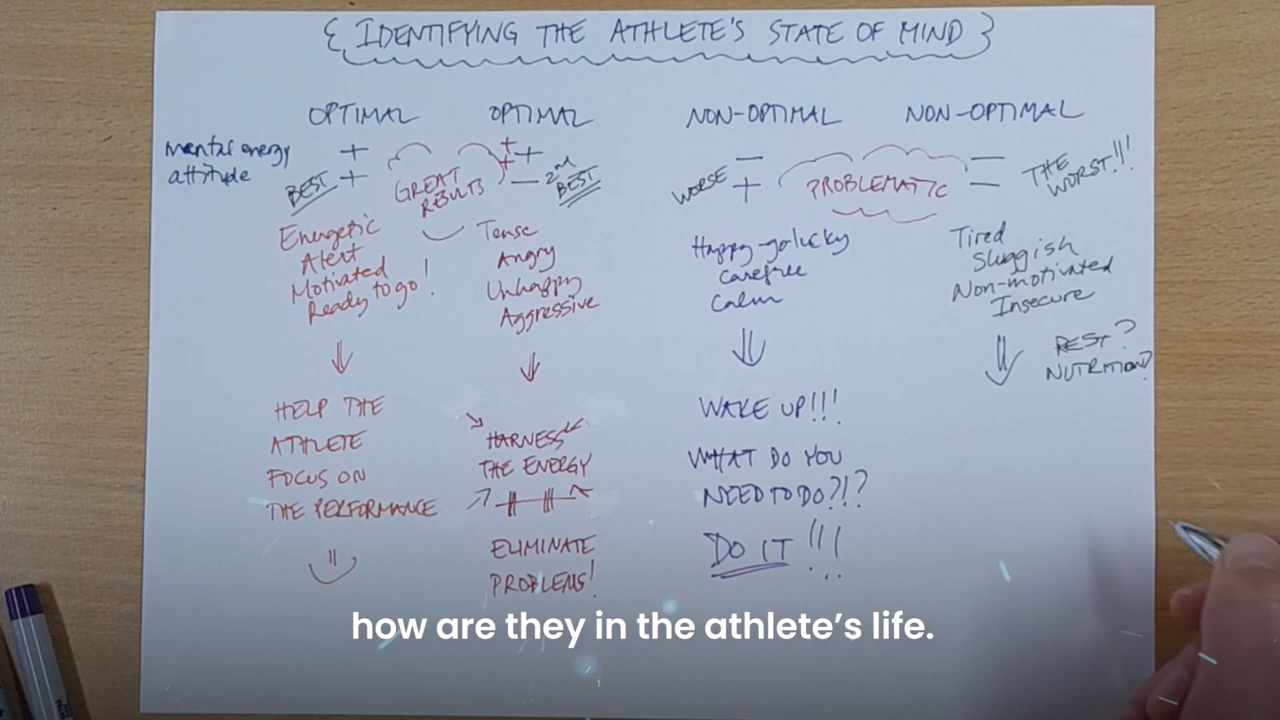 { IDENTIFYING THE ATHLETE'S STATE OF MIND }
OPTIMAL OPTIMAL NON-OPTIMAL NON-OPTIMAL
mental energy + ++ − −
attitude + − + −
BEST
GREAT
RESULTS
2nd
BEST
WORSE
PROBLEMATIC
THE
WORST!!!
Energetic
Alert
Motivated
Ready to go!
Tense
Angry
Unhappy
Aggressive
Happy-go-lucky
Carefree
Calm
Tired
Sluggish
Non-motivated
Insecure
REST?
NUTRITION?
HELP THE
ATHLETE
FOCUS ON
THE PERFORMANCE
HARNESS
THE ENERGY
ELIMINATE
PROBLEMS!
WAKE UP!!!
WHAT DO YOU
NEED TO DO?!?
DO IT!!!
how are they in the athlete's life.